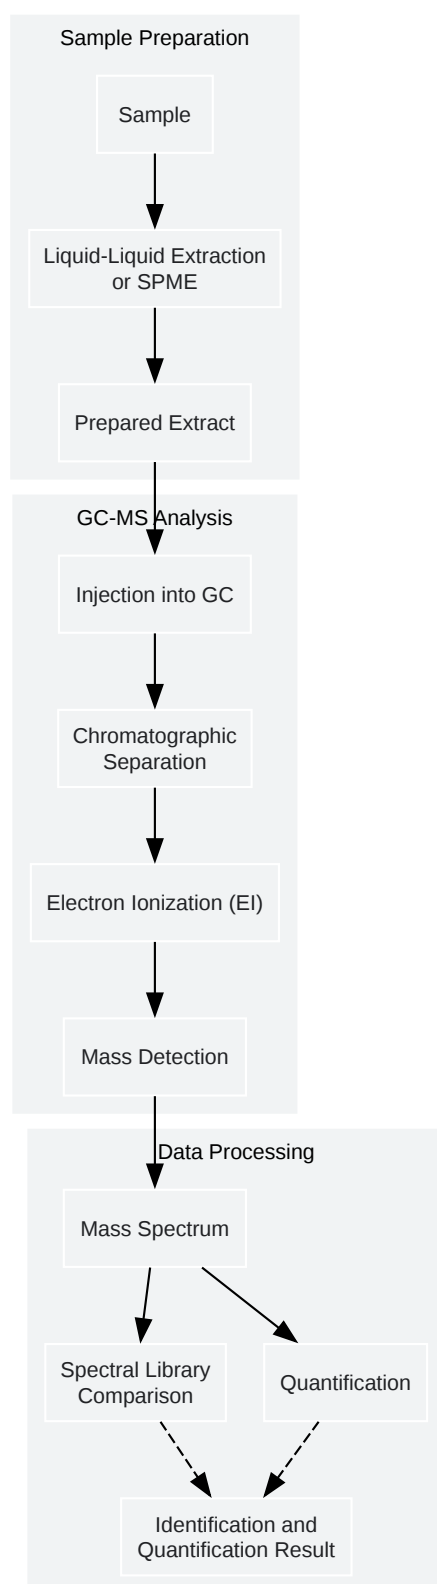 Sample Preparation
Sample
Liquid-Liquid Extraction
or SPME
Prepared Extract
GC-MS Analysis
Injection into GC
Chromatographic
Separation
Electron Ionization (EI)
Mass Detection
Data Processing
Mass Spectrum
Spectral Library
Comparison
Quantification
Identification and
Quantification Result